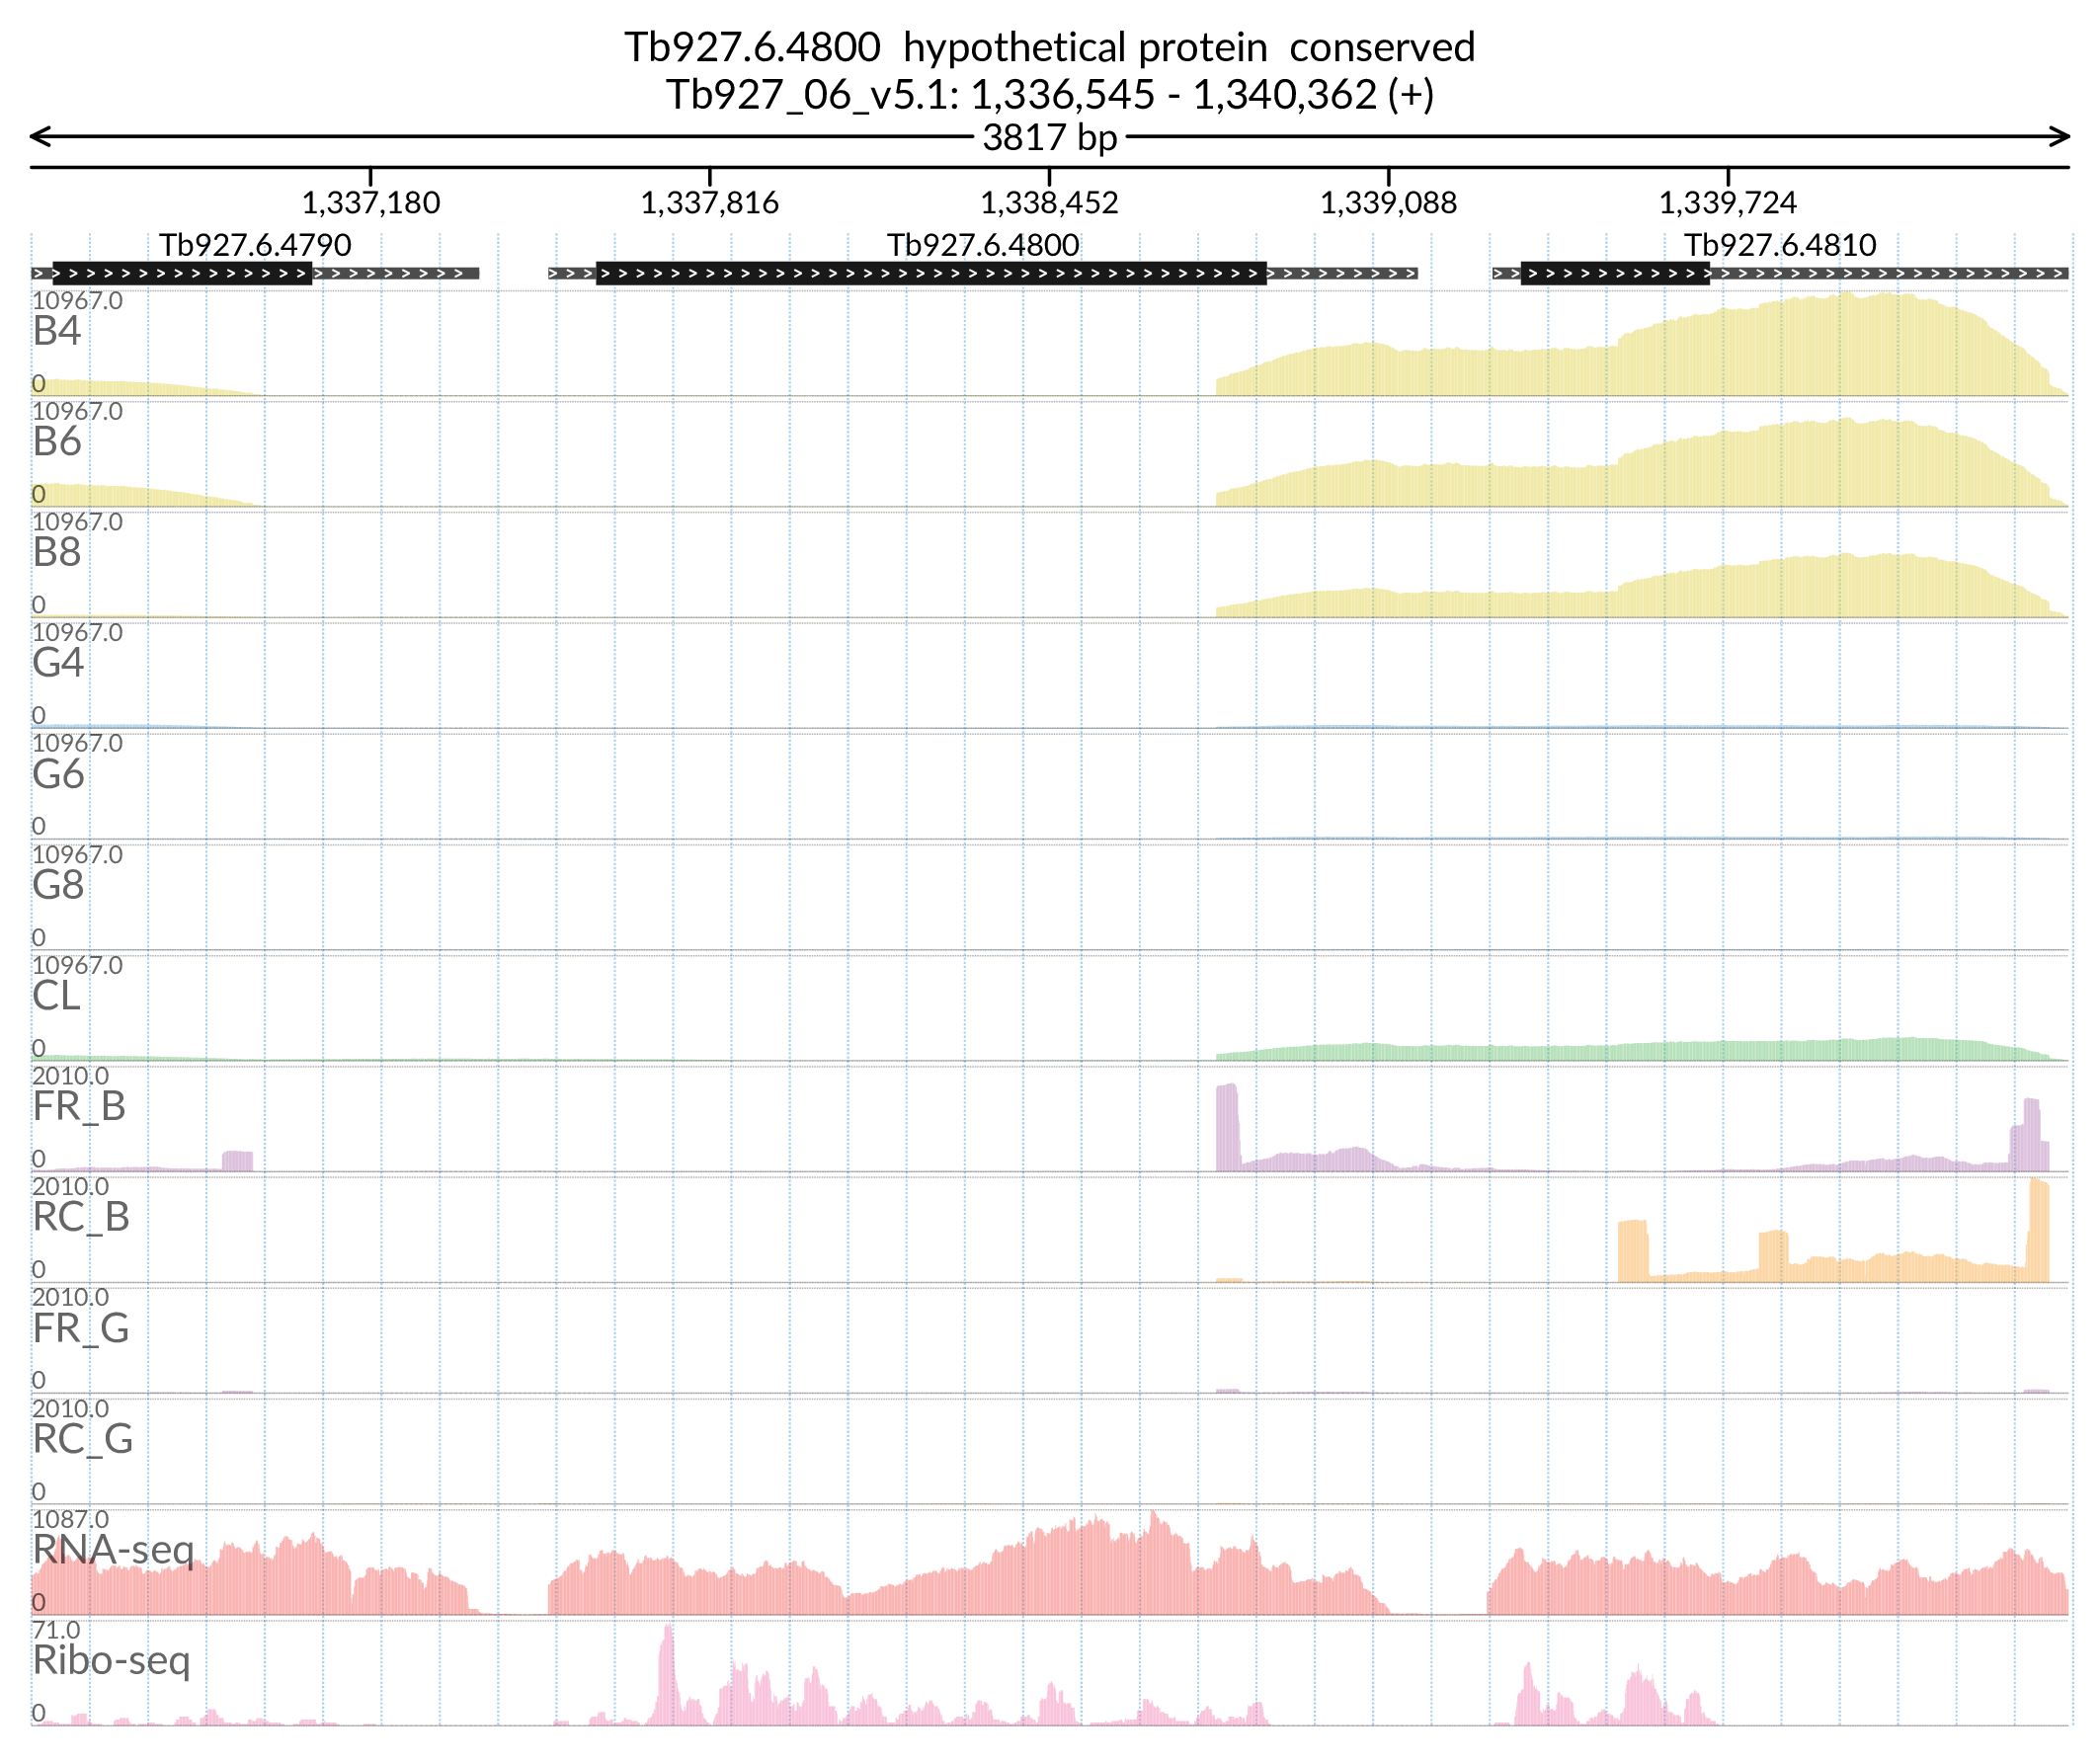 Tb927.6.4800 hypothetical protein conserved
Tb927_06_v5.1: 1,336,545 - 1,340,362 (+)
3817 bp
1,337,180 1,337,816 1,338,452 1,339,088 1,339,724
Tb927.6.4790 Tb927.6.4800 Tb927.6.4810
10967.0
B4
0
10967.0
B6
0
10967.0
B8
0
10967.0
G4
0
10967.0
G6
0
10967.0
G8
0
10967.0
CL
0
2010.0
FR_B
0
2010.0
RC_B
0
2010.0
FR_G
0
2010.0
RC_G
0
1087.0
RNA-seq
0
71.0
Ribo-seq
0